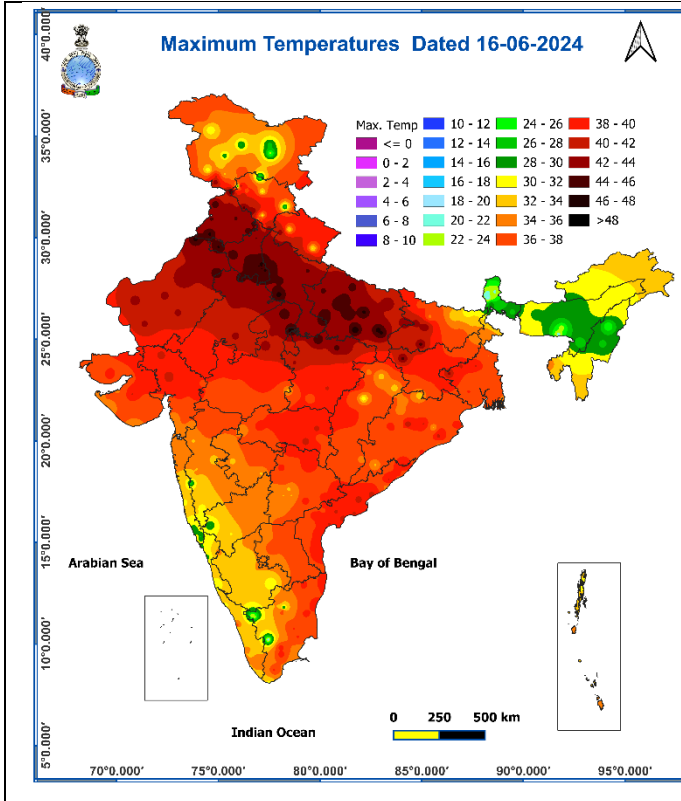 Maximum Temperatures Dated 16-06-2024
Max. Temp
<= 0
0 - 2
2 - 4
4 - 6
6 - 8
8 - 10
10 - 12
12 - 14
14 - 16
16 - 18
18 - 20
20 - 22
22 - 24
24 - 26
26 - 28
28 - 30
30 - 32
32 - 34
34 - 36
36 - 38
38 - 40
40 - 42
42 - 44
44 - 46
46 - 48
>48
40°0.000'
35°0.000'
30°0.000'
25°0.000'
20°0.000'
15°0.000'
10°0.000'
5°0.000'
Arabian Sea
Bay of Bengal
Indian Ocean
0 250 500 km
70°0.000' 75°0.000' 80°0.000' 85°0.000' 90°0.000' 95°0.000'